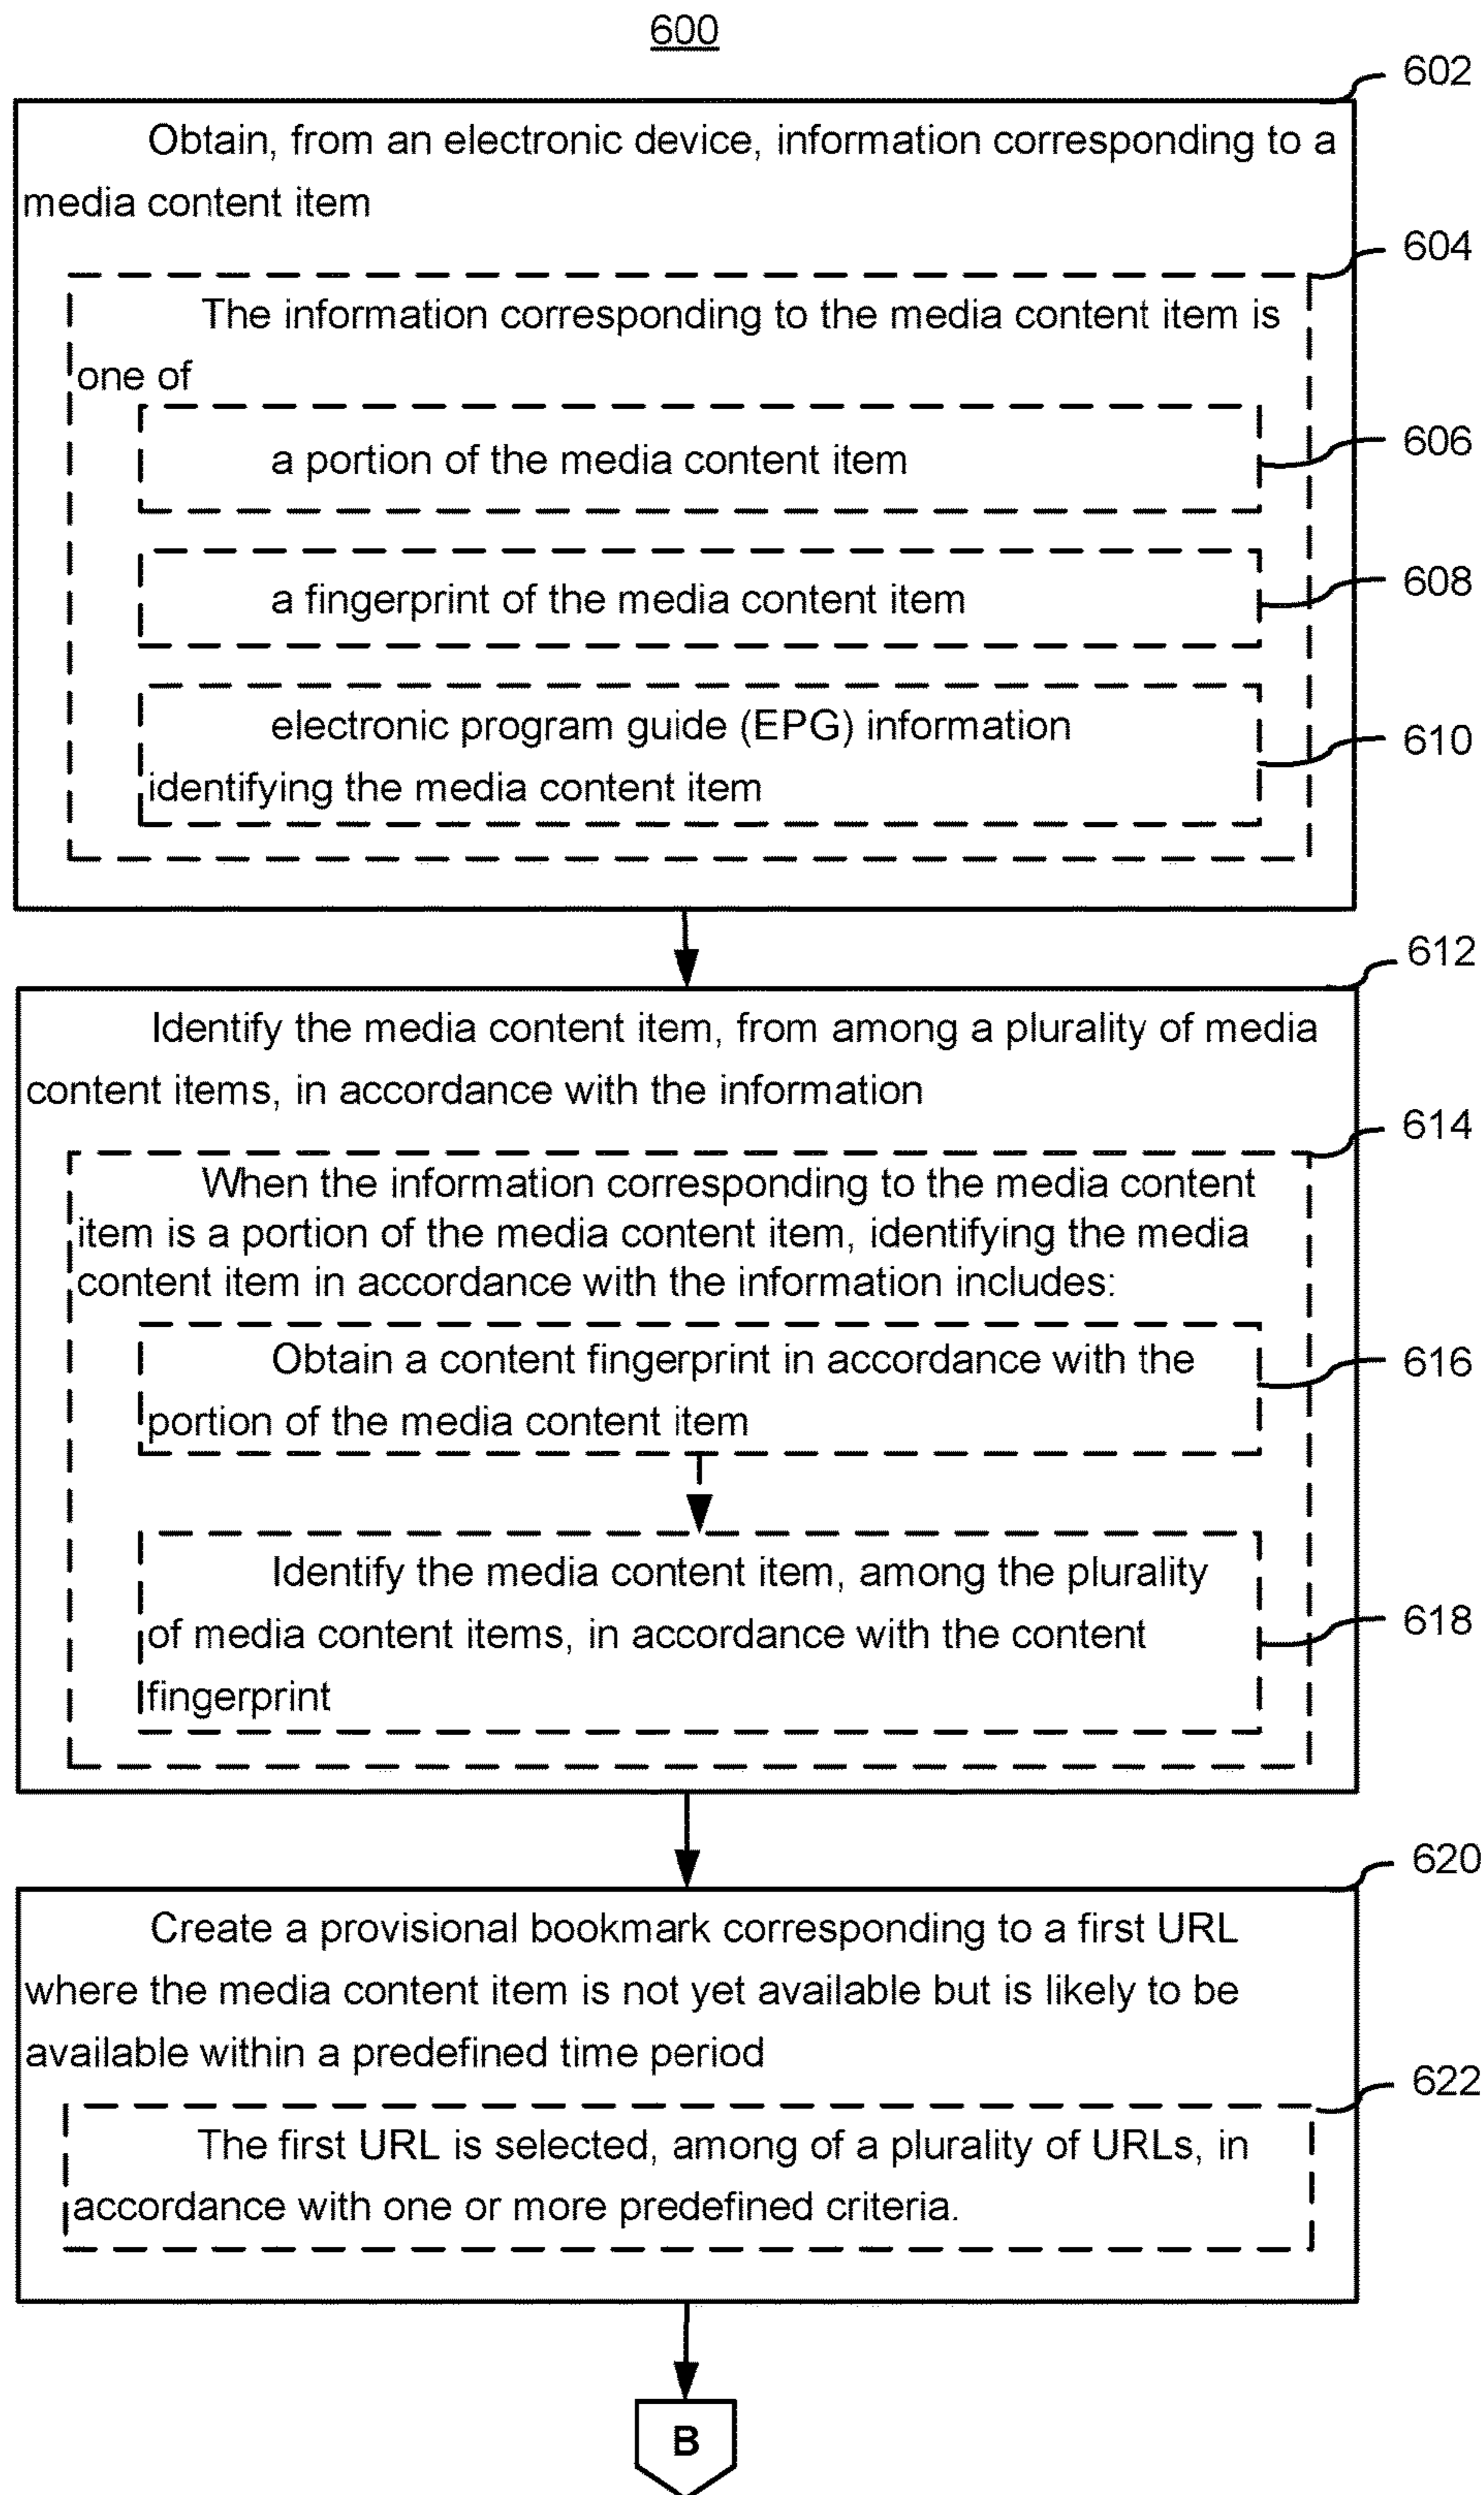 600
602
Obtain, from an electronic device, information corresponding to a
media content item
604
The information corresponding to the media content item is
one of
606
a portion of the media content item
608
a fingerprint of the media content item
610
electronic program guide (EPG) information
identifying the media content item
612
Identify the media content item, from among a plurality of media
content items, in accordance with the information
614
When the information corresponding to the media content
item is a portion of the media content item, identifying the media
content item in accordance with the information includes:
616
Obtain a content fingerprint in accordance with the
portion of the media content item
618
Identify the media content item, among the plurality
of media content items, in accordance with the content
fingerprint
620
Create a provisional bookmark corresponding to a first URL
where the media content item is not yet available but is likely to be
available within a predefined time period
622
The first URL is selected, among of a plurality of URLs, in
accordance with one or more predefined criteria.
B